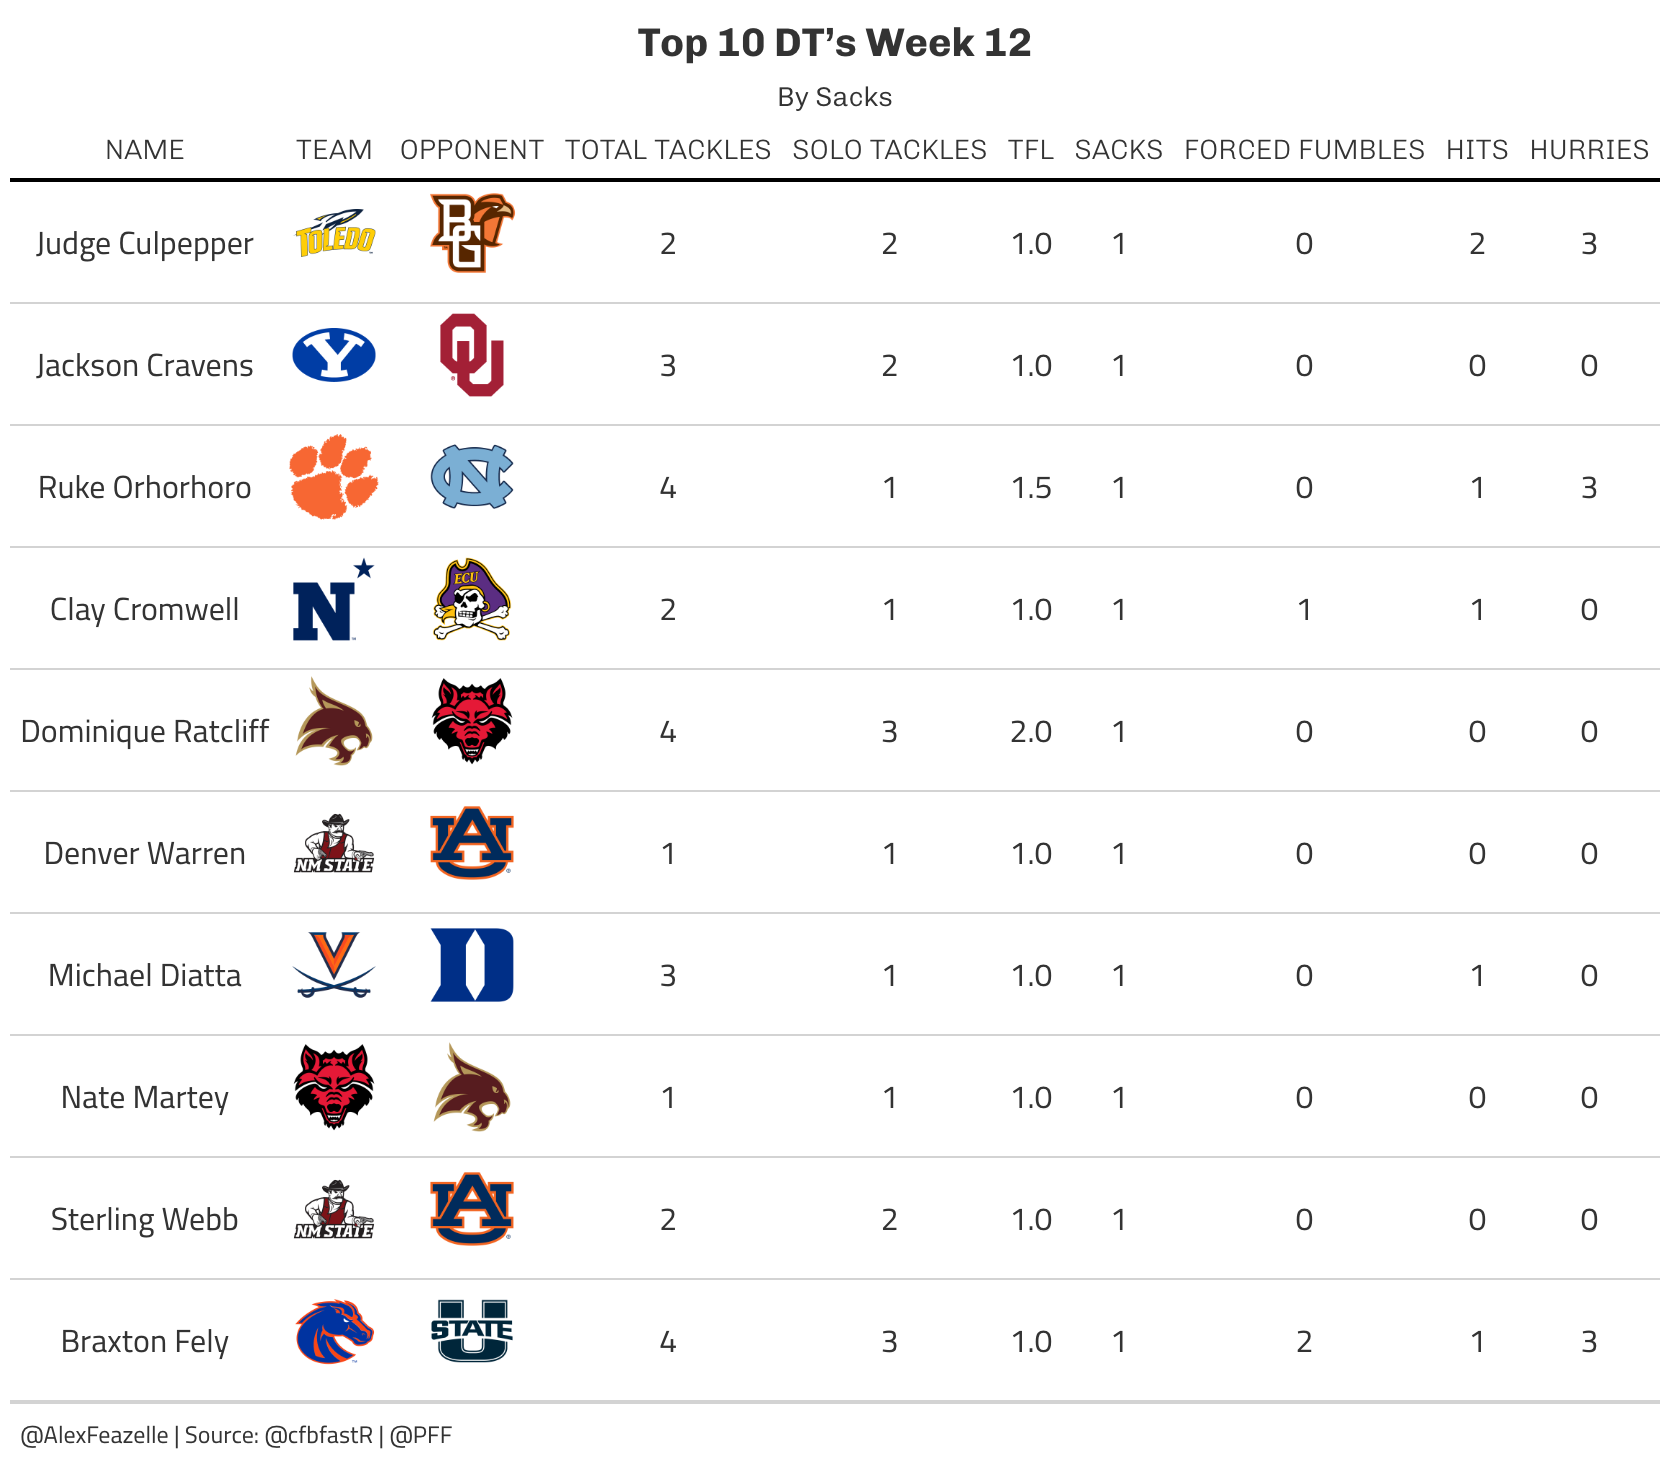 Top 10 DT’s Week 12
By Sacks
NAME TEAM OPPONENT TOTAL TACKLES SOLO TACKLES TFL SACKS FORCED FUMBLES HITS HURRIES
Judge Culpepper TOLEDO BG 2 2 1.0 1 0 2 3
Jackson Cravens Y OU 3 2 1.0 1 0 0 0
Ruke Orhorhoro NC 4 1 1.5 1 0 1 3
Clay Cromwell N ECU 2 1 1.0 1 1 1 0
Dominique Ratcliff 4 3 2.0 1 0 0 0
Denver Warren NM STATE AU 1 1 1.0 1 0 0 0
Michael Diatta V D 3 1 1.0 1 0 1 0
Nate Martey 1 1 1.0 1 0 0 0
Sterling Webb NM STATE AU 2 2 1.0 1 0 0 0
Braxton Fely U STATE 4 3 1.0 1 2 1 3
@AlexFeazelle | Source: @cfbfastR | @PFF